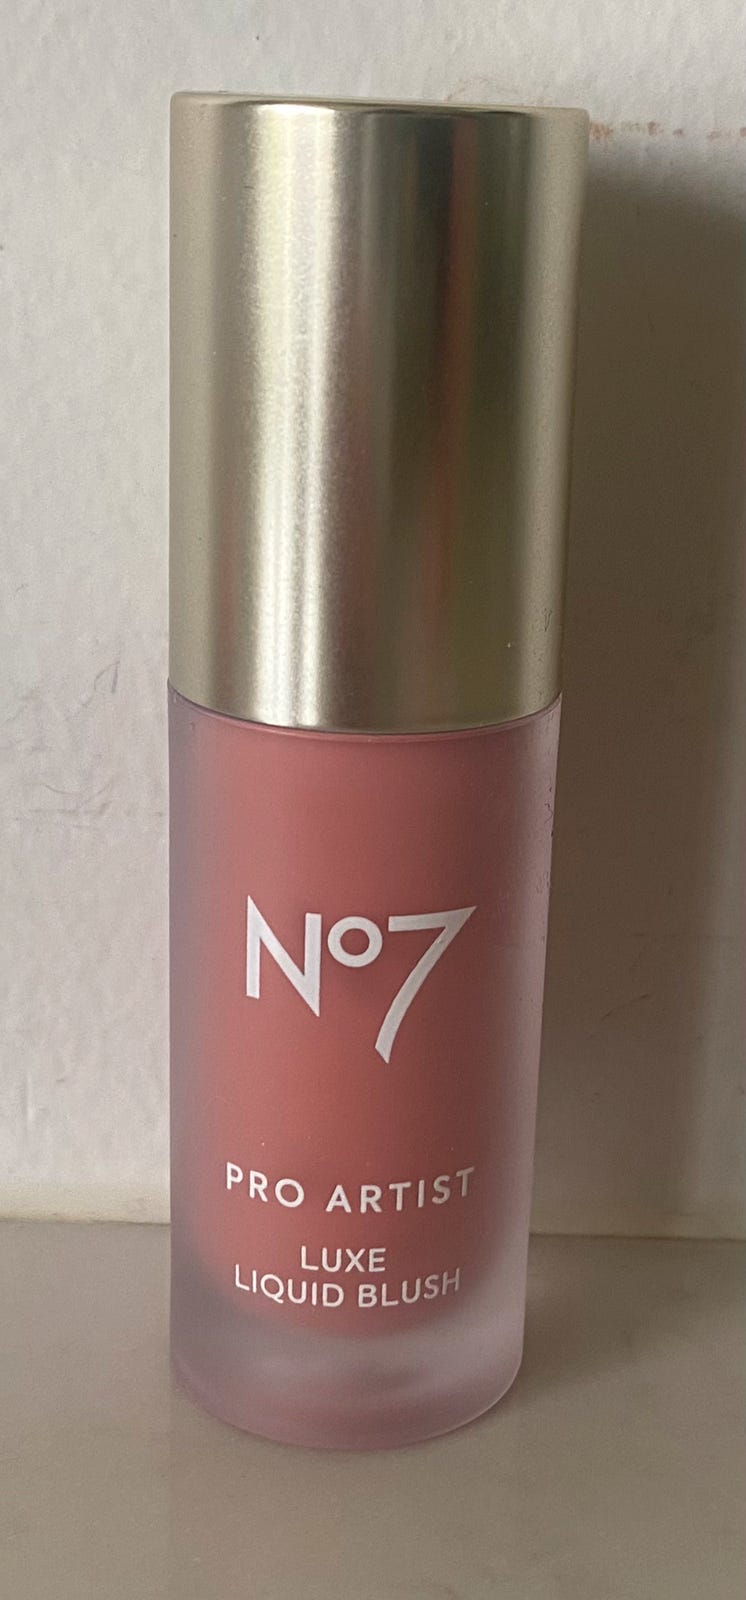 No7
PRO ARTIST
LUXE
LIQUID BLUSH